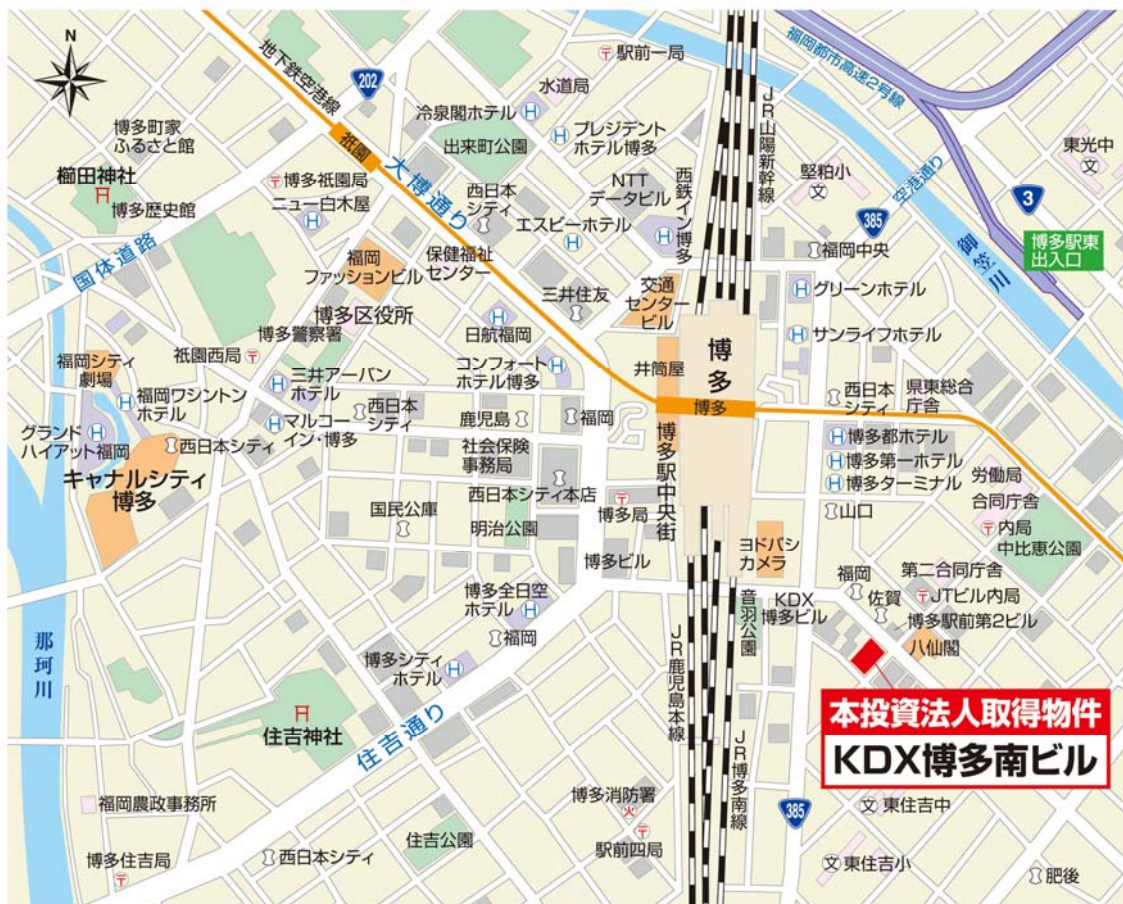 N
地下鉄空港線
202
駅前一局
水道局
冷泉閣ホテル
プレジデント
ホテル博多
出来町公園
祇園
大博通り
博多町家
ふるさと館
櫛田神社
博多歴史館
博多祇園局
ニュー白木屋
国体道路
西日本
シティ
エスピーホテル
NTT
データビル
西鉄イン博多
JR山陽新幹線
福岡都市高速2号線
空港通り
堅粕小
東光中
385
3
福岡中央
御笠川
博多駅東
出入口
福岡
ファッションビル
保健福祉
センター
三井住友
交通
センター
ビル
グリーンホテル
サンライフホテル
博多区役所
博多警察署
日航福岡
祇園西局
コンフォート
ホテル博多
井筒屋
博多
博多
福岡シティ
劇場
福岡ワシントン
ホテル
三井アーバン
ホテル
マルコー
イン・博多
西日本
シティ
鹿児島
福岡
西日本
シティ
県東総合
庁舎
グランド
ハイアット福岡
西日本シティ
キャナルシティ
博多
社会保険
事務局
西日本シティ本店
博多局
博多駅中央街
博多都ホテル
博多第一ホテル
博多ターミナル
労働局
合同庁舎
山口
内局
中比恵公園
国民公庫
明治公園
博多ビル
ヨドバシ
カメラ
福岡
第二合同庁舎
佐賀
JTビル内局
KDX
博多ビル
博多駅前第2ビル
八仙閣
音羽公園
博多全日空
ホテル
福岡
那珂川
博多シティ
ホテル
JR鹿児島本線
住吉神社
住吉通り
本投資法人取得物件
KDX博多南ビル
JR博多南線
福岡農政事務所
博多消防署
駅前四局
385
東住吉中
住吉公園
博多住吉局
西日本シティ
東住吉小
肥後